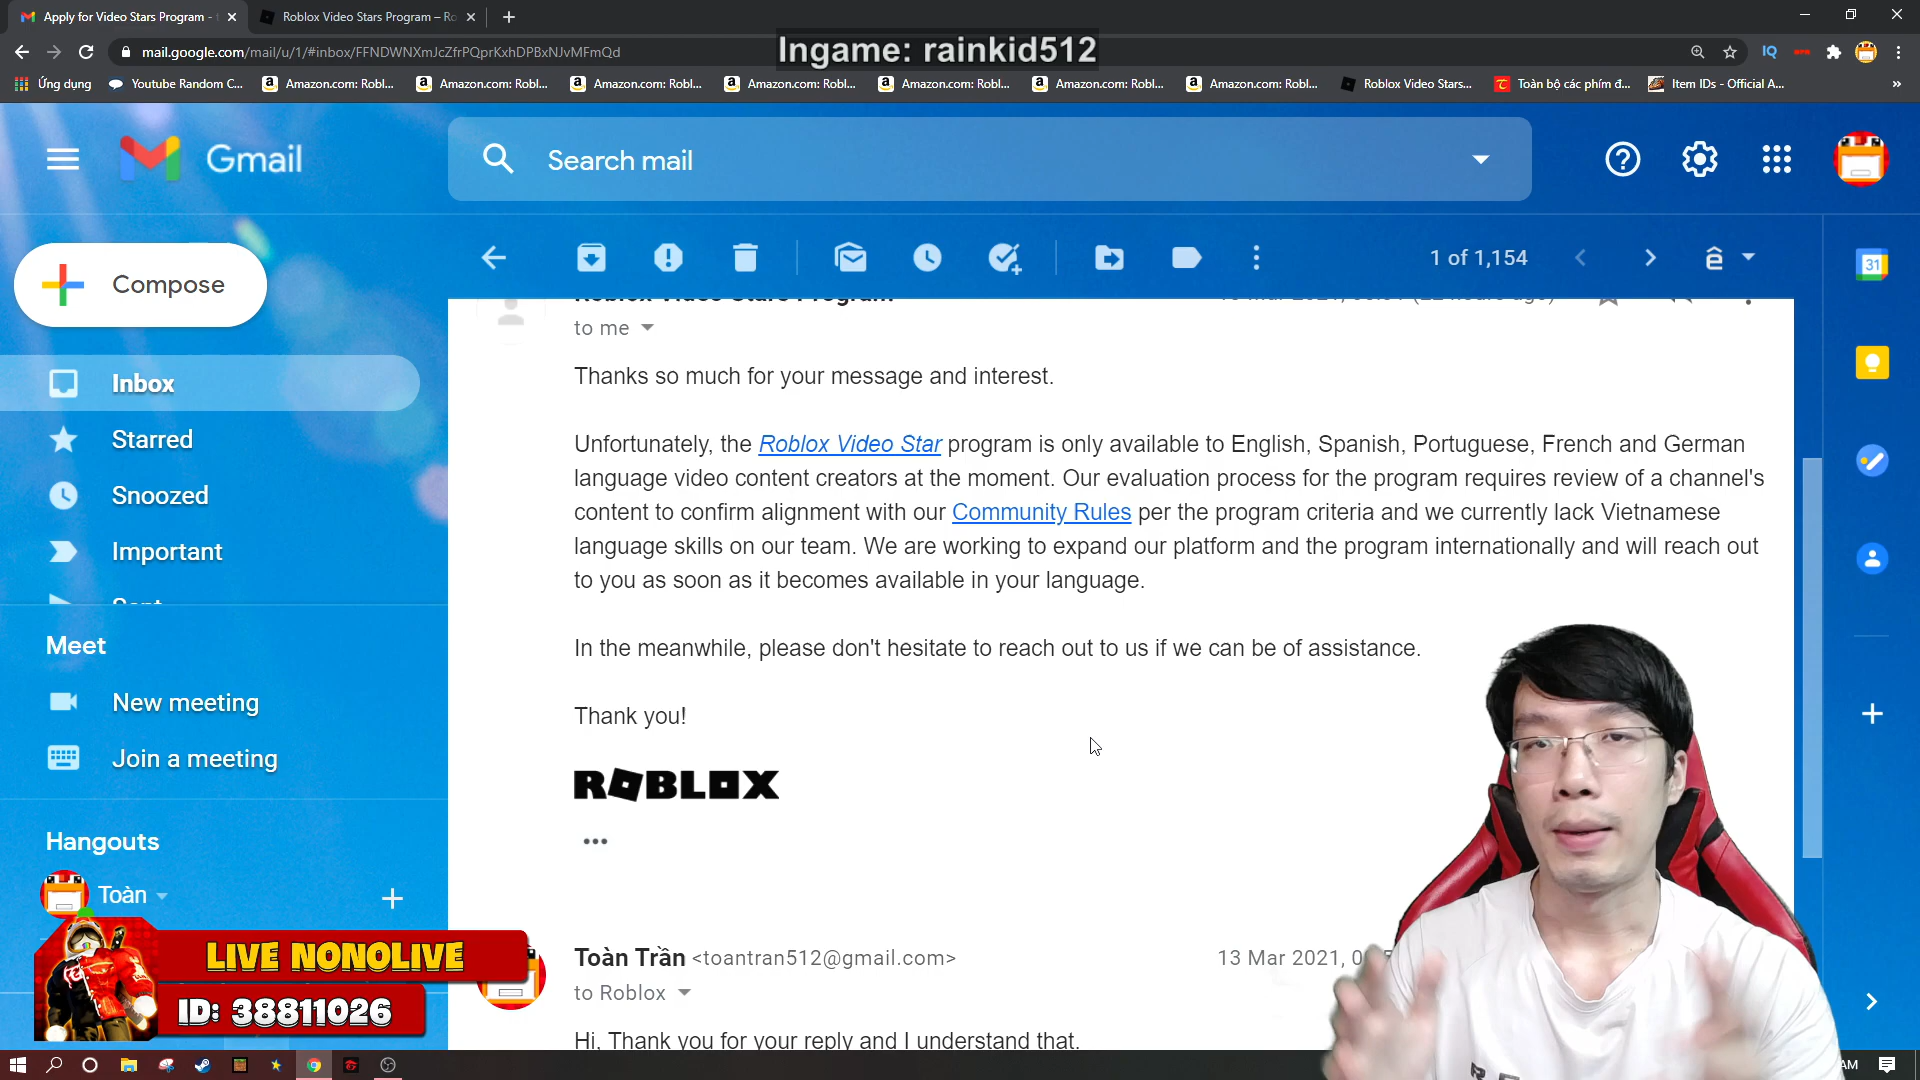 Apply for Video Stars Program -
Roblox Video Stars Program – Ro
mail.google.com/mail/u/1/#inbox/FFNDWNXmJcZfrPQprKxhDPBxNJvMFmQd
Ingame: rainkid512
Ứng dụng
Youtube Random C...
Amazon.com: Robl...
Amazon.com: Robl...
Amazon.com: Robl...
Amazon.com: Robl...
Amazon.com: Robl...
Amazon.com: Robl...
Amazon.com: Robl...
Roblox Video Stars...
Toàn bộ các phím đ...
Item IDs - Official A...
Gmail
Search mail
Compose
1 of 1,154
31
Inbox
Starred
Snoozed
Important
Sent
Meet
New meeting
Join a meeting
Hangouts
Toàn
Roblox Video Stars Program
to me
Thanks so much for your message and interest.
Unfortunately, the Roblox Video Star program is only available to English, Spanish, Portuguese, French and German
language video content creators at the moment. Our evaluation process for the program requires review of a channel's
content to confirm alignment with our Community Rules per the program criteria and we currently lack Vietnamese
language skills on our team. We are working to expand our platform and the program internationally and will reach out
to you as soon as it becomes available in your language.
In the meanwhile, please don't hesitate to reach out to us if we can be of assistance.
Thank you!
ROBLOX
Toàn Trần <toantran512@gmail.com>
13 Mar 2021, 0
to Roblox
Hi, Thank you for your reply and I understand that.
LIVE NONOLIVE
ID: 38811026
AM